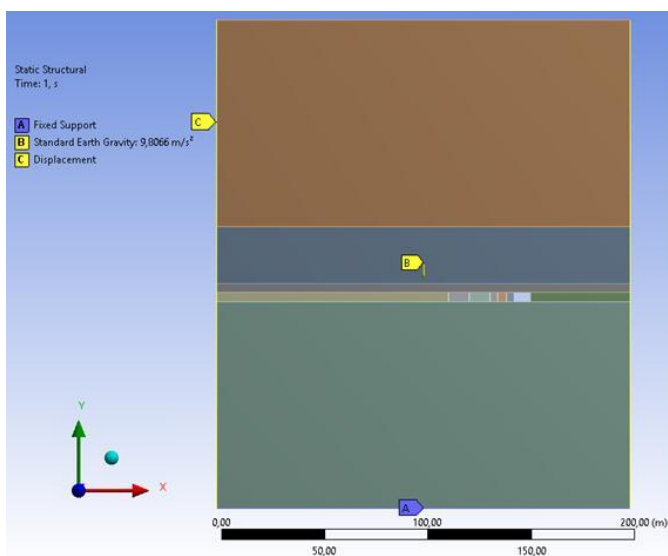 Static Structural
Time: 1, s
A Fixed Support
B Standard Earth Gravity: 9,8066 m/s²
C Displacement
C
B
A
Y
X
0,00 100,00 200,00 (m)
50,00 150,00